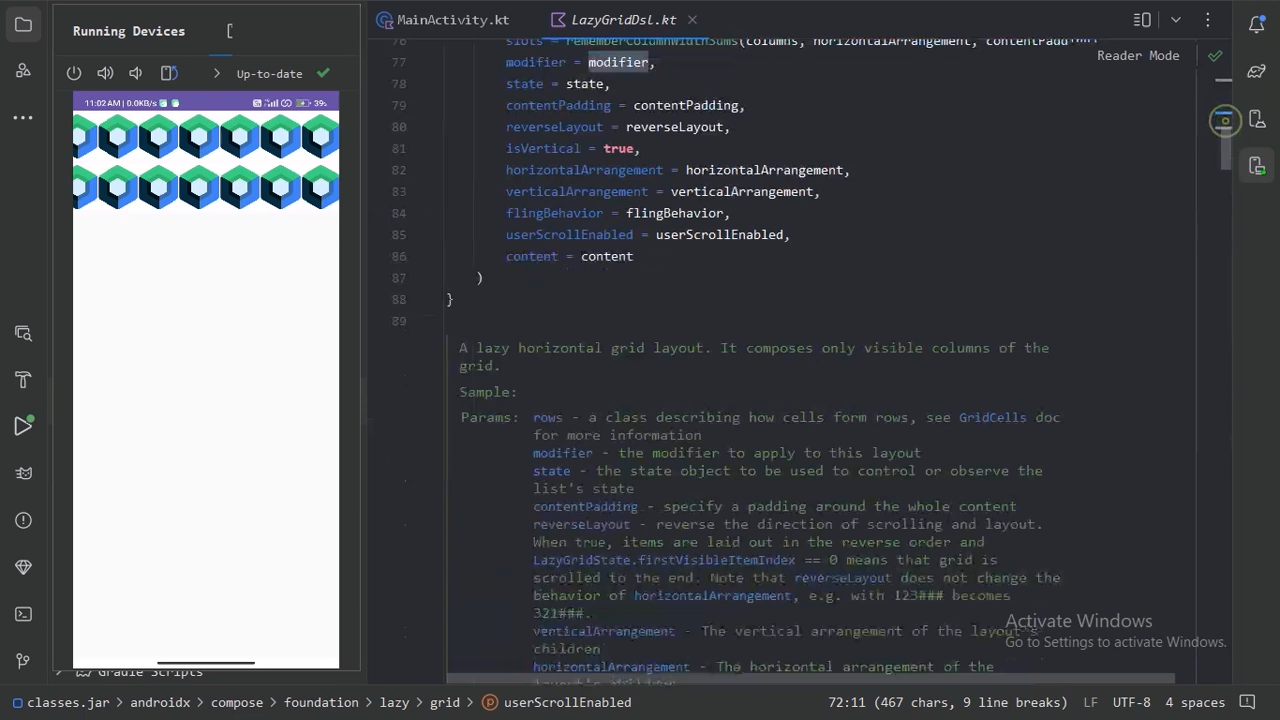 Running Devices
MainActivity.kt
LazyGridDsl.kt
Up-to-date
Reader Mode
11:02 AM | 0.0KB/s
39%
76 slots = rememberColumnWidthSums(columns, horizontalArrangement, contentPadding)
77 modifier = modifier,
78 state = state,
79 contentPadding = contentPadding,
80 reverseLayout = reverseLayout,
81 isVertical = true,
82 horizontalArrangement = horizontalArrangement,
83 verticalArrangement = verticalArrangement,
84 flingBehavior = flingBehavior,
85 userScrollEnabled = userScrollEnabled,
86 content = content
87 )
88 }
89
A lazy horizontal grid layout. It composes only visible columns of the
grid.
Sample:
Params: rows - a class describing how cells form rows, see GridCells doc
for more information
modifier - the modifier to apply to this layout
state - the state object to be used to control or observe the
list's state
contentPadding - specify a padding around the whole content
reverseLayout - reverse the direction of scrolling and layout.
When true, items are laid out in the reverse order and
LazyGridState.firstVisibleItemIndex == 0 means that grid is
scrolled to the end. Note that reverseLayout does not change the
behavior of horizontalArrangement, e.g. with 123### becomes
321###.
verticalArrangement - The vertical arrangement of the layout's
children
horizontalArrangement - The horizontal arrangement of the
layout's children
Activate Windows
Go to Settings to activate Windows.
Gradle Scripts
classes.jar > androidx > compose > foundation > lazy > grid > userScrollEnabled
72:11 (467 chars, 9 line breaks) LF UTF-8 4 spaces